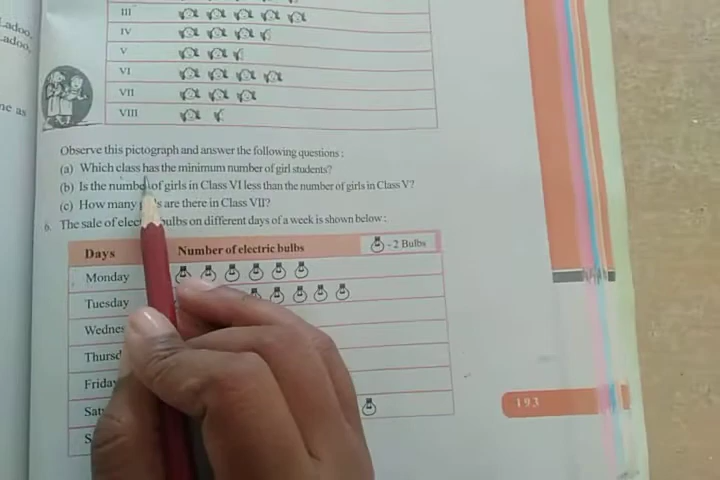 Ladoo,
Ladoo,
ne as
III
IV
V
VI
VII
VIII
Observe this pictograph and answer the following questions :
(a) Which class has the minimum number of girl students?
(b) Is the number of girls in Class VI less than the number of girls in Class V?
(c) How many are there in Class VII?
6. The sale of bulbs on different days of a week is shown below :
Days Number of electric bulbs - 2 Bulbs
Monday
Tuesday
Wednes
Thursd
Friday
Sat
S
193